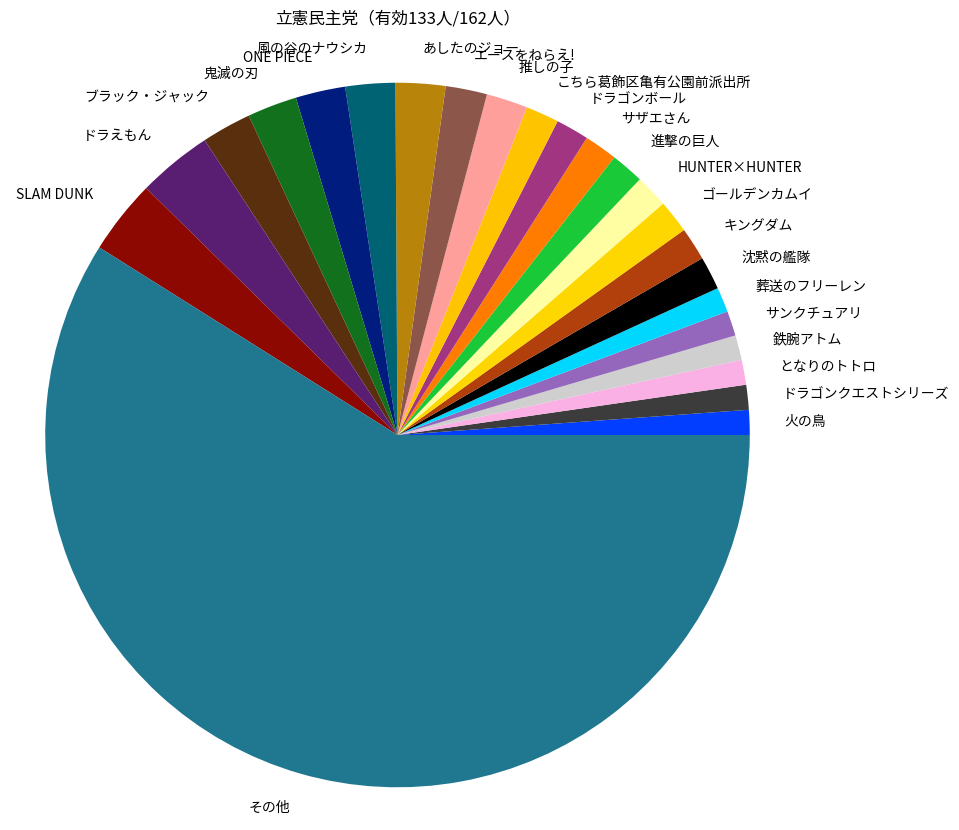 立憲民主党（有効133人/162人）
風の谷のナウシカ
あしたのジョー
ONE PIECE
エースをねらえ!
鬼滅の刃
推しの子
ブラック・ジャック
こちら葛飾区亀有公園前派出所
ドラゴンボール
ドラえもん
サザエさん
進撃の巨人
SLAM DUNK
HUNTER×HUNTER
ゴールデンカムイ
キングダム
沈黙の艦隊
葬送のフリーレン
サンクチュアリ
鉄腕アトム
となりのトトロ
ドラゴンクエストシリーズ
火の鳥
その他